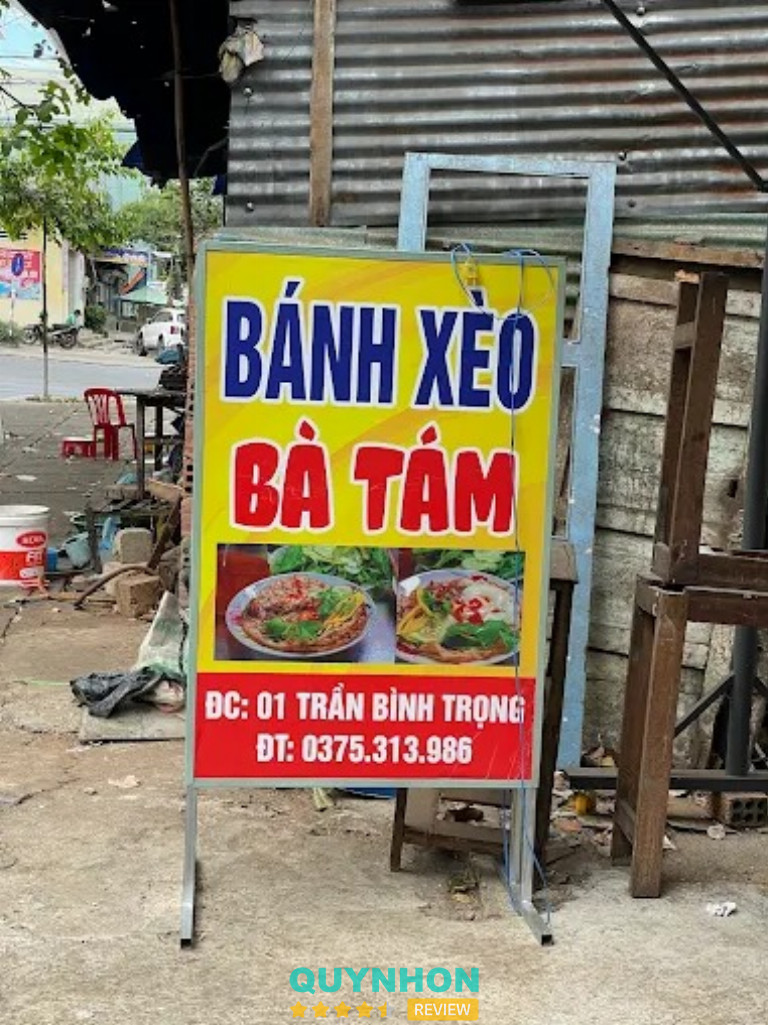 BÁNH XÈO
BÀ TÁM
ĐC: 01 TRẦN BÌNH TRỌNG
ĐT: 0375.313.986
QUYNHON
REVIEW